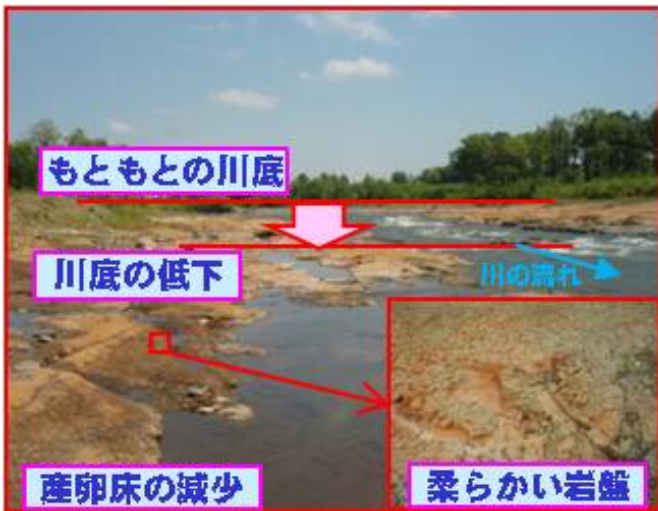 もともとの川底
川底の低下
川の流れ
産卵床の減少
柔らかい岩盤